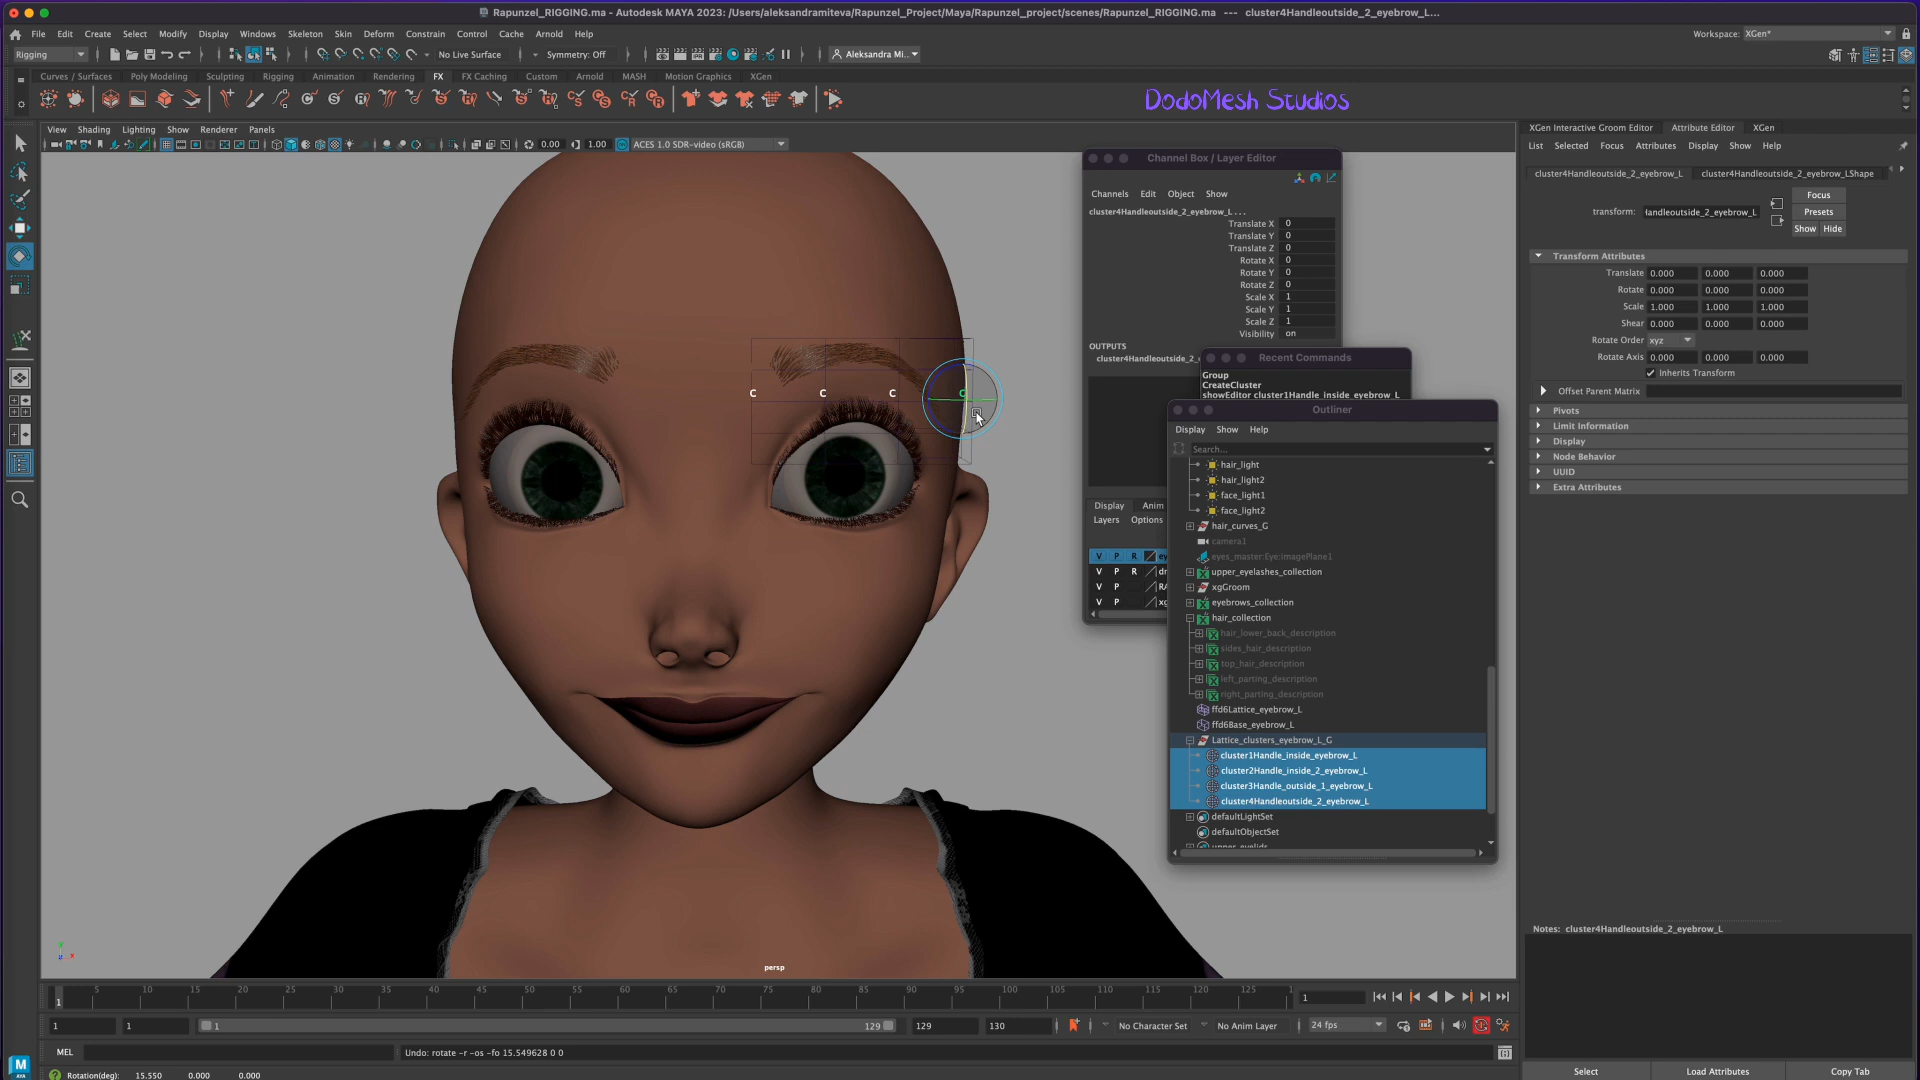 Rapunzel_RIGGING.ma - Autodesk MAYA 2023: /Users/aleksandramiteva/Rapunzel_Project/Maya/Rapunzel_project/scenes/Rapunzel_RIGGING.ma --- cluster4Handleoutside_2_eyebrow_L...
File Edit Create Select Modify Display Windows Skeleton Skin Deform Constrain Control Cache Arnold Help
Workspace: XGen*
Rigging No Live Surface Symmetry: Off Aleksandra Mi...
Curves / Surfaces Poly Modeling Sculpting Rigging Animation Rendering FX FX Caching Custom Arnold MASH Motion Graphics XGen
DodoMesh Studios
View Shading Lighting Show Renderer Panels
0.00 1.00 ACES 1.0 SDR-video (sRGB)
Channel Box / Layer Editor
Channels Edit Object Show
cluster4Handleoutside_2_eyebrow_L . . .
Translate X 0
Translate Y 0
Translate Z 0
Rotate X 0
Rotate Y 0
Rotate Z 0
Scale X 1
Scale Y 1
Scale Z 1
Visibility on
OUTPUTS
cluster4Handleoutside_2_
Display Anim
Layers Options
V P R ey
V P R dr
V P RA
V P xg
Recent Commands
Group
CreateCluster
showEditor cluster1Handle_inside_eyebrow_L
Outliner
Display Show Help
Search...
hair_light
hair_light2
face_light1
face_light2
hair_curves_G
camera1
eyes_master:Eye:imagePlane1
upper_eyelashes_collection
xgGroom
eyebrows_collection
hair_collection
hair_lower_back_description
sides_hair_description
top_hair_description
left_parting_description
right_parting_description
ffd6Lattice_eyebrow_L
ffd6Base_eyebrow_L
Lattice_clusters_eyebrow_L_G
cluster1Handle_inside_eyebrow_L
cluster2Handle_inside_2_eyebrow_L
cluster3Handle_outside_1_eyebrow_L
cluster4Handleoutside_2_eyebrow_L
defaultLightSet
defaultObjectSet
C C C C
persp
XGen Interactive Groom Editor Attribute Editor XGen
List Selected Focus Attributes Display Show Help
cluster4Handleoutside_2_eyebrow_L cluster4Handleoutside_2_eyebrow_LShape
transform: Handleoutside_2_eyebrow_L
Focus
Presets
Show Hide
Transform Attributes
Translate 0.000 0.000 0.000
Rotate 0.000 0.000 0.000
Scale 1.000 1.000 1.000
Shear 0.000 0.000 0.000
Rotate Order xyz
Rotate Axis 0.000 0.000 0.000
Inherits Transform
Offset Parent Matrix
Pivots
Limit Information
Display
Node Behavior
UUID
Extra Attributes
Notes: cluster4Handleoutside_2_eyebrow_L
Select Load Attributes Copy Tab
1 5 10 15 20 25 30 35 40 45 50 55 60 65 70 75 80 85 90 95 100 105 110 115 120 125 1
1
1 1 1 129 129 130 No Character Set No Anim Layer 24 fps
MEL Undo: rotate -r -os -fo 15.549628 0 0
Rotation(deg): 15.550 0.000 0.000